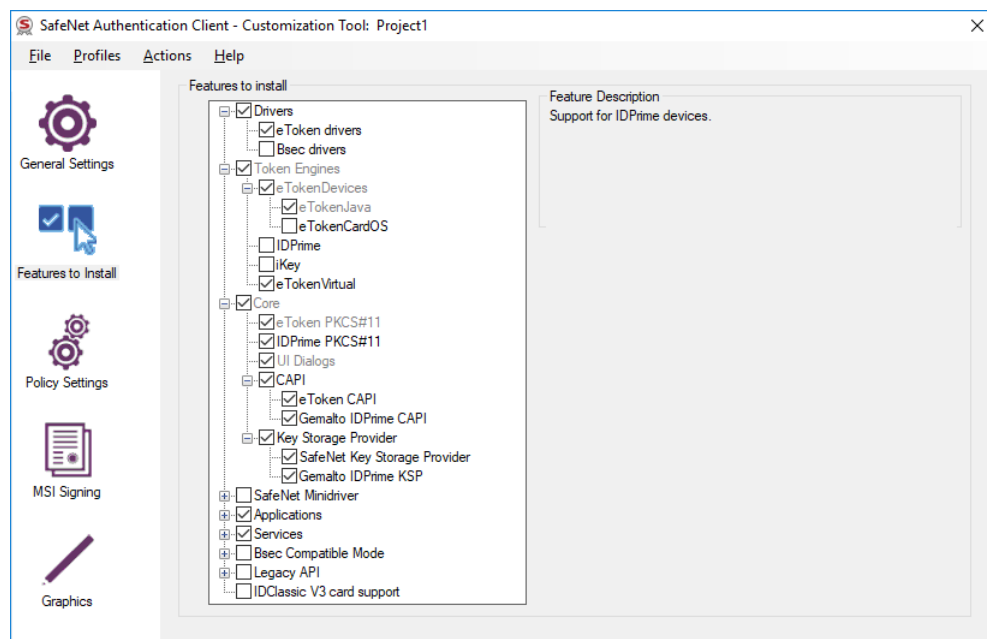 SafeNet Authentication Client - Customization Tool: Project1
File Profiles Actions Help
General Settings
Features to Install
Policy Settings
MSI Signing
Graphics
Features to install
Drivers
eToken drivers
Bsec drivers
Token Engines
eTokenDevices
eTokenJava
eTokenCardOS
IDPrime
iKey
eTokenVirtual
Core
eToken PKCS#11
IDPrime PKCS#11
UI Dialogs
CAPI
eToken CAPI
Gemalto IDPrime CAPI
Key Storage Provider
SafeNet Key Storage Provider
Gemalto IDPrime KSP
SafeNet Minidriver
Applications
Services
Bsec Compatible Mode
Legacy API
IDClassic V3 card support
Feature Description
Support for IDPrime devices.